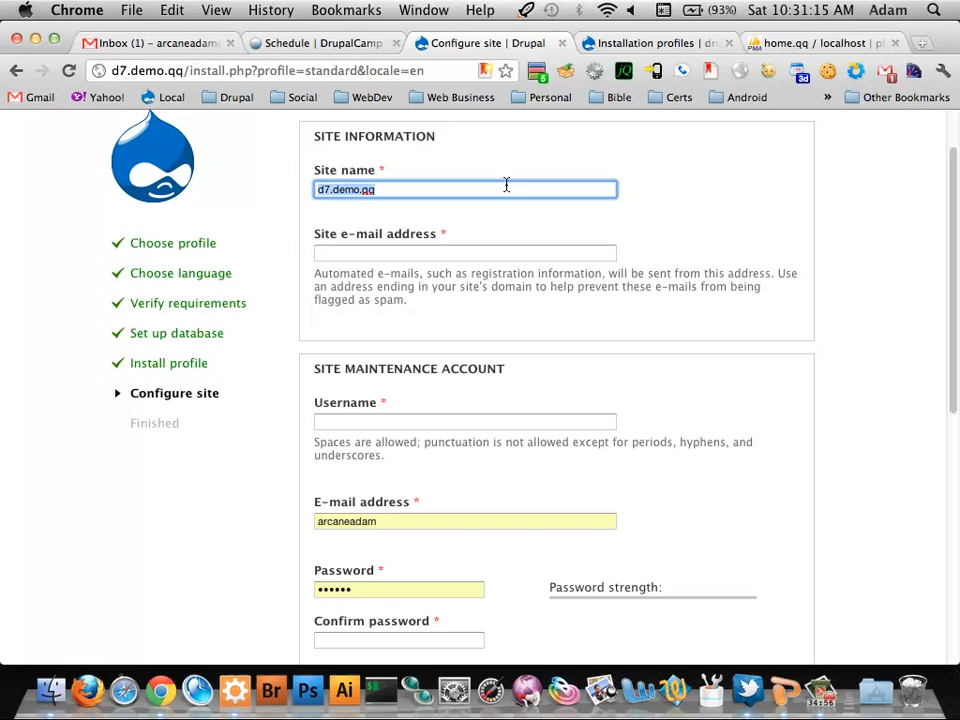 Chrome File Edit View History Bookmarks Window Help (93%) Sat 10:31:15 AM Adam
Inbox (1) – arcaneadam Schedule | DrupalCamp Configure site | Drupal Installation profiles | dr home.qq / localhost | pl
d7.demo.qq/install.php?profile=standard&locale=en
Gmail Yahoo! Local Drupal Social WebDev Web Business Personal Bible Certs Android » Other Bookmarks
SITE INFORMATION
Site name *
d7.demo.qq
Site e-mail address *
Automated e-mails, such as registration information, will be sent from this address. Use
an address ending in your site's domain to help prevent these e-mails from being
flagged as spam.
Choose profile
Choose language
Verify requirements
Set up database
Install profile
Configure site
Finished
SITE MAINTENANCE ACCOUNT
Username *
Spaces are allowed; punctuation is not allowed except for periods, hyphens, and
underscores.
E-mail address *
arcaneadam
Password *
••••••
Password strength:
Confirm password *
Br Ps Ai
34:56